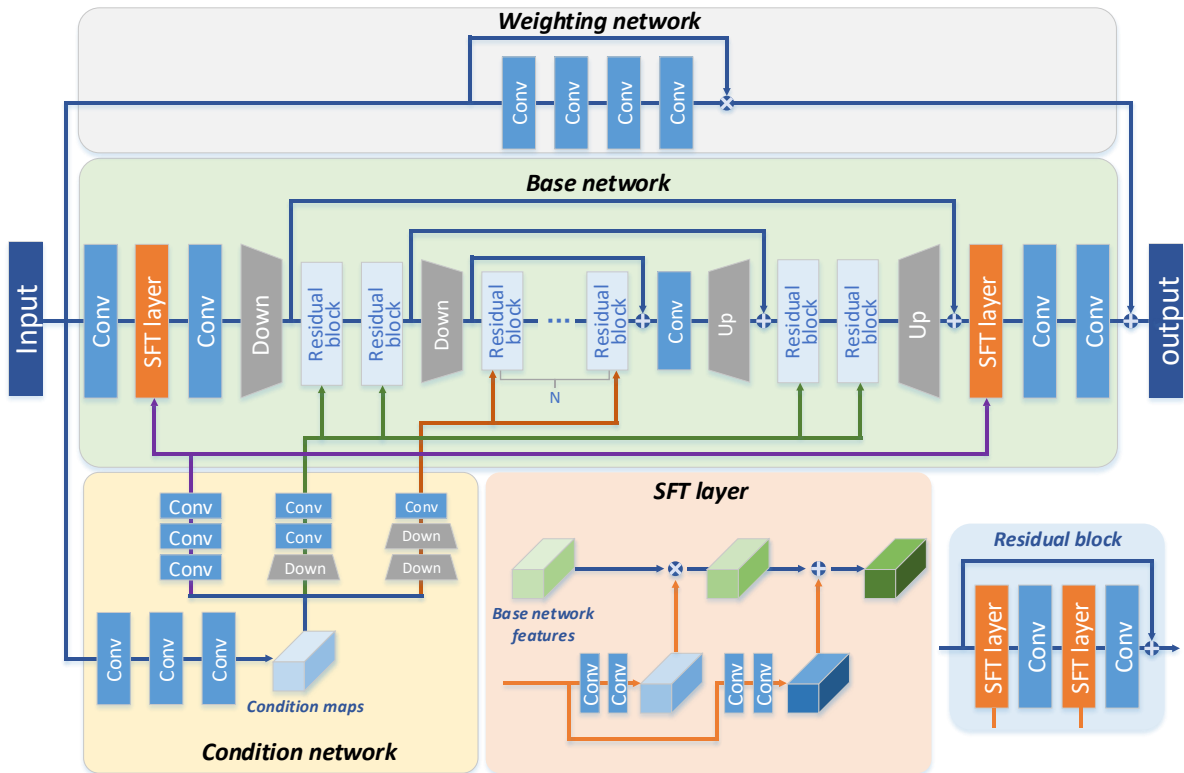 Weighting network
Conv
Conv
Conv
Conv
Base network
Input
Conv
SFT layer
Conv
Down
Residual
block
Residual
block
Down
Residual
block
...
Residual
block
N
Conv
Up
Residual
block
Residual
block
Up
SFT layer
Conv
Conv
output
Conv
Conv
Conv
Conv
Conv
Down
Conv
Down
Down
Conv
Conv
Conv
Condition maps
Condition network
SFT layer
Base network
features
Conv
Conv
Conv
Conv
Residual block
SFT layer
Conv
SFT layer
Conv